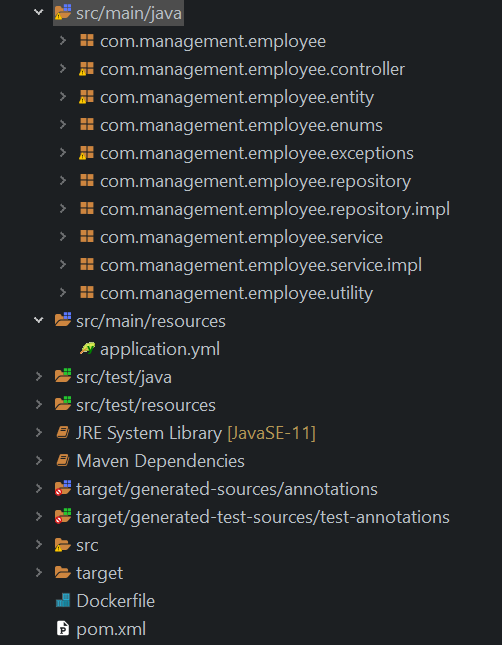 src/main/java
com.management.employee
com.management.employee.controller
com.management.employee.entity
com.management.employee.enums
com.management.employee.exceptions
com.management.employee.repository
com.management.employee.repository.impl
com.management.employee.service
com.management.employee.service.impl
com.management.employee.utility
src/main/resources
application.yml
src/test/java
src/test/resources
JRE System Library [JavaSE-11]
Maven Dependencies
target/generated-sources/annotations
target/generated-test-sources/test-annotations
src
target
Dockerfile
pom.xml